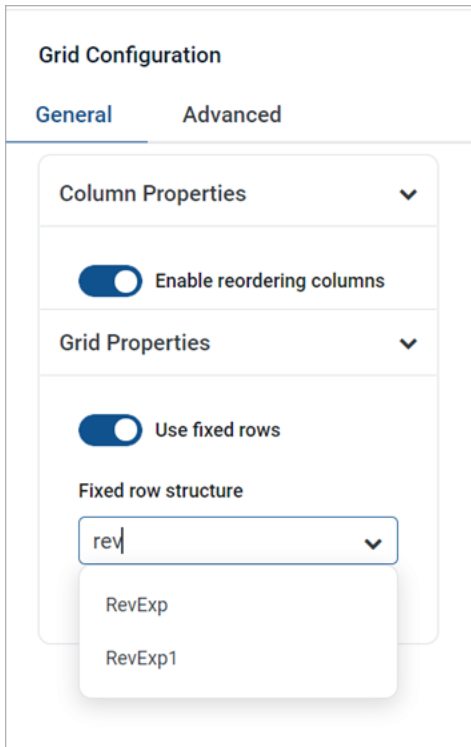 Grid Configuration
General Advanced
Column Properties
Enable reordering columns
Grid Properties
Use fixed rows
Fixed row structure
rev
RevExp
RevExp1